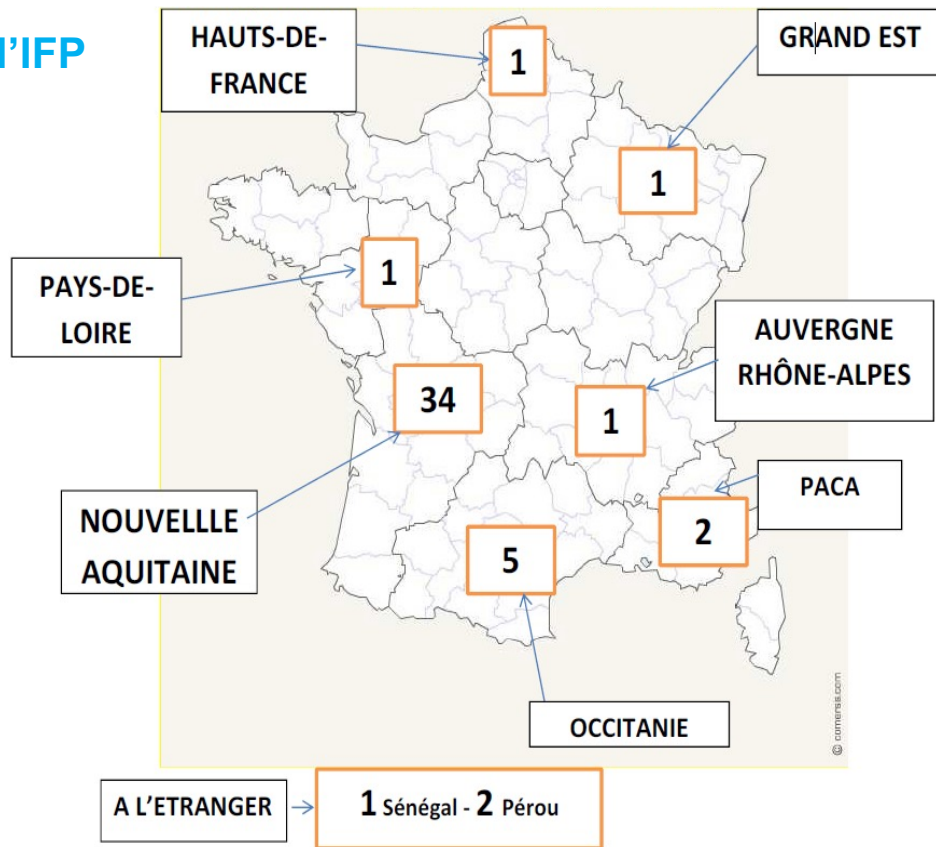 l'IFP
HAUTS-DE-
FRANCE
1
GRAND EST
1
PAYS-DE-
LOIRE
1
AUVERGNE
RHÔNE-ALPES
1
34
NOUVELLLE
AQUITAINE
PACA
2
5
OCCITANIE
© comersis.com
A L'ETRANGER
1 Sénégal - 2 Pérou